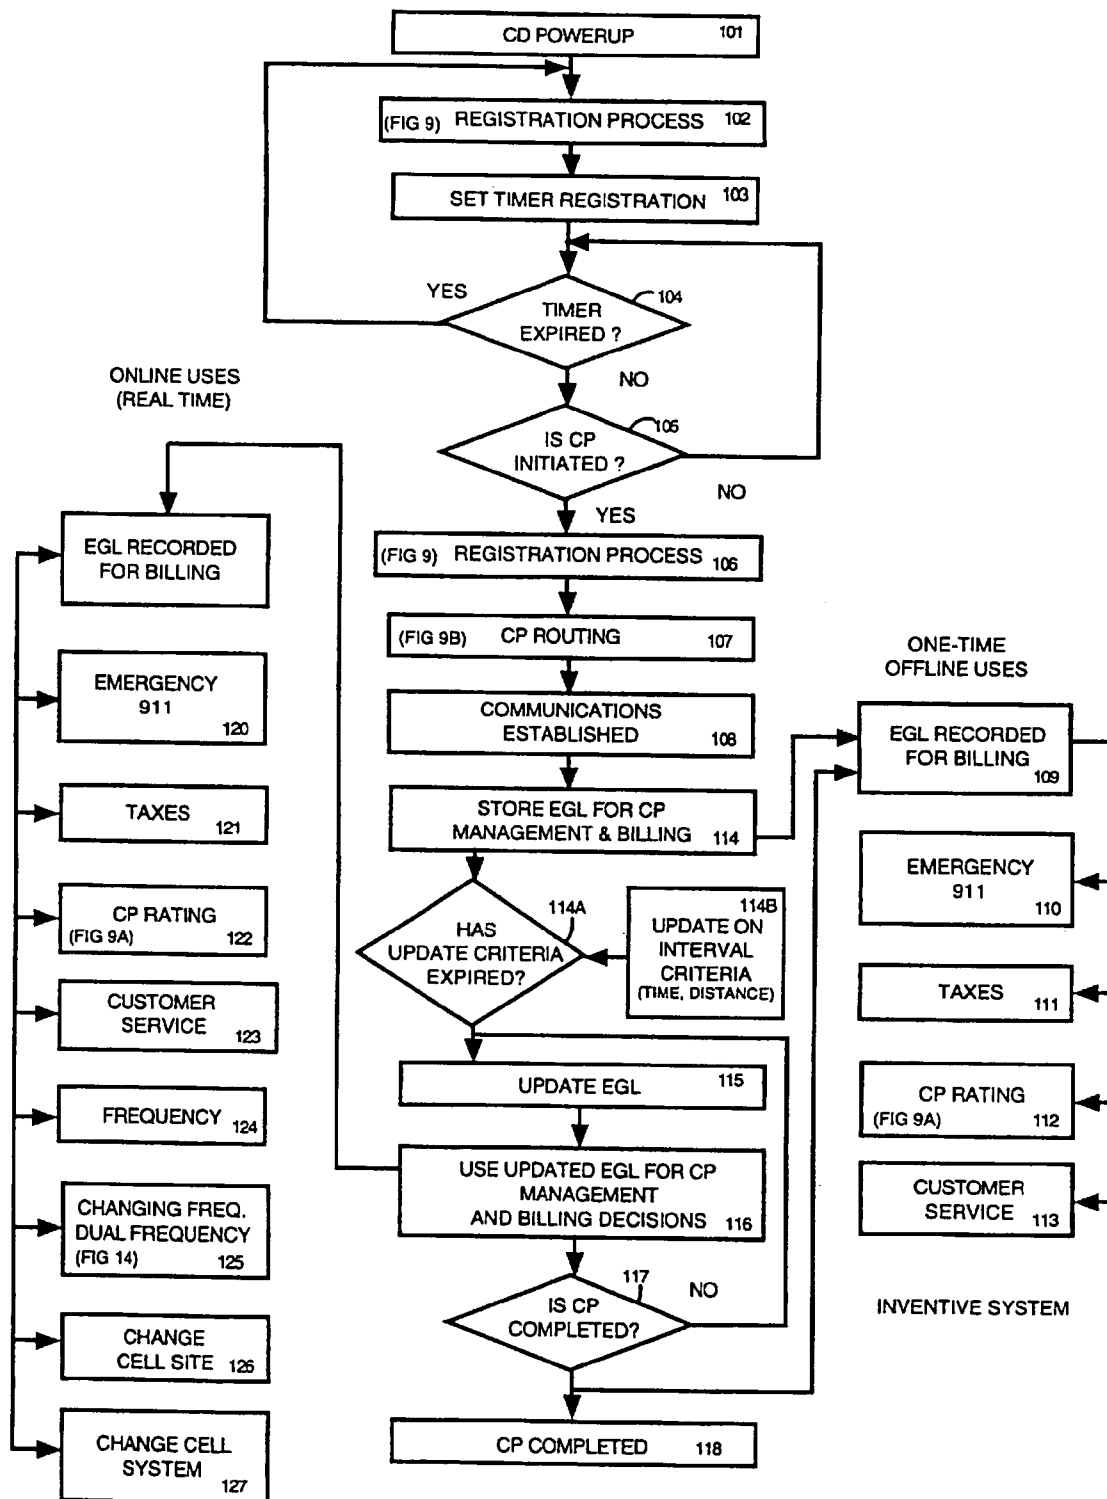 CD POWERUP 101
(FIG 9) REGISTRATION PROCESS 102
SET TIMER REGISTRATION 103
YES
104
TIMER
EXPIRED ?
NO
105
IS CP
INITIATED ?
NO
YES
(FIG 9) REGISTRATION PROCESS 106
(FIG 9B) CP ROUTING 107
COMMUNICATIONS
ESTABLISHED 108
STORE EGL FOR CP
MANAGEMENT & BILLING 114
114A
HAS
UPDATE CRITERIA
EXPIRED?
114B
UPDATE ON
INTERVAL
CRITERIA
(TIME, DISTANCE)
UPDATE EGL 115
USE UPDATED EGL FOR CP
MANAGEMENT
AND BILLING DECISIONS 116
117
NO
IS CP
COMPLETED?
CP COMPLETED 118
ONLINE USES
(REAL TIME)
EGL RECORDED
FOR BILLING
EMERGENCY
911
120
TAXES
121
CP RATING
(FIG 9A) 122
CUSTOMER
SERVICE 123
FREQUENCY
124
CHANGING FREQ.
DUAL FREQUENCY
(FIG 14) 125
CHANGE
CELL SITE 126
CHANGE CELL
SYSTEM
127
ONE-TIME
OFFLINE USES
EGL RECORDED
FOR BILLING
109
EMERGENCY
911
110
TAXES
111
CP RATING
(FIG 9A) 112
CUSTOMER
SERVICE 113
INVENTIVE SYSTEM